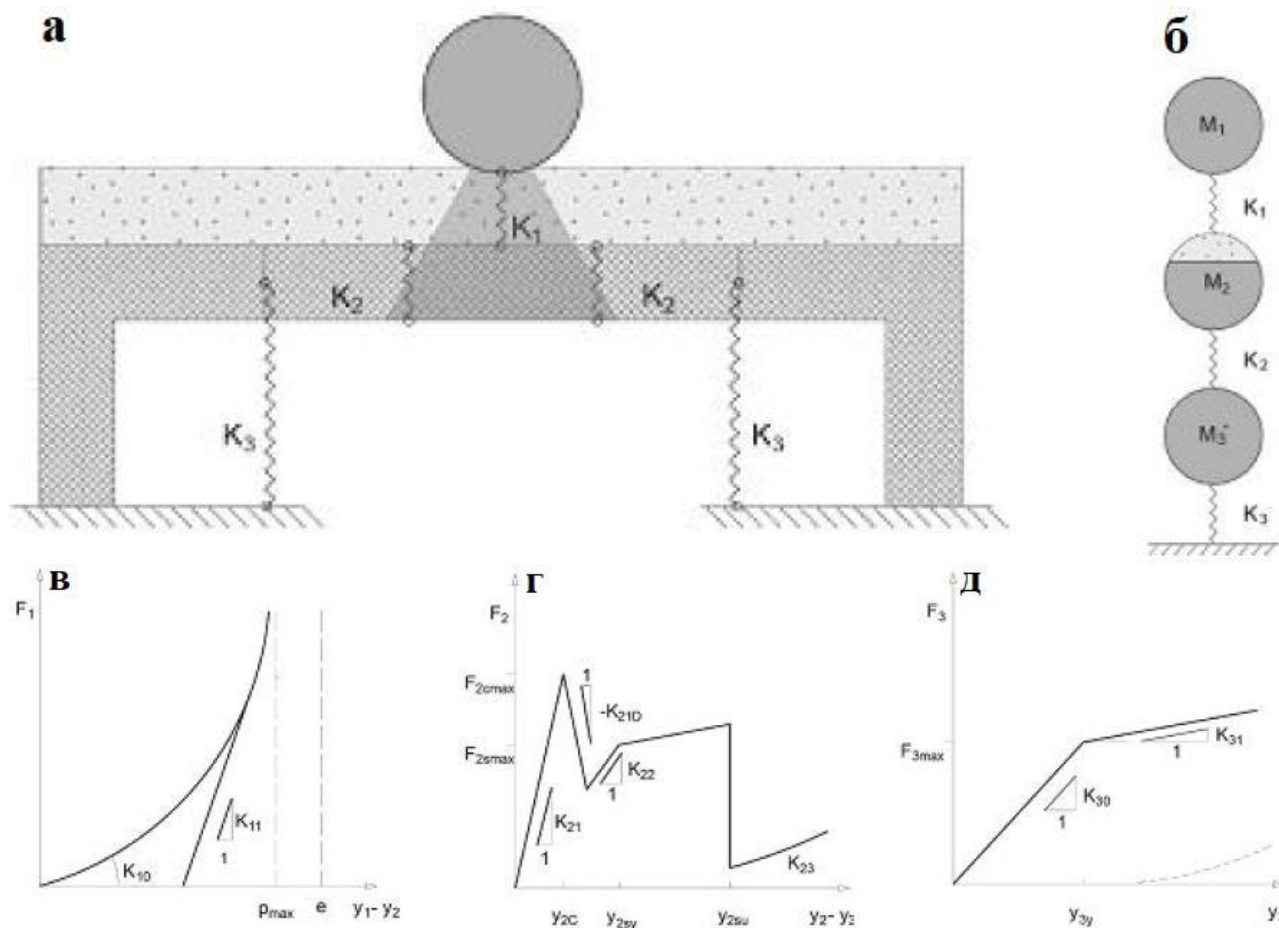 а
б
M₁
K₁
K₁
M₂
K₂
K₂
K₂
M₃
K₃
K₃
K₃
в
г
д
F₁
F₂
F₃
F₂cmax
1
-K₂₁D
F₂smax
K₂₂
1
F₃max
K₃₁
1
K₁₁
1
K₂₁
1
K₃₀
1
K₁₀
K₂₃
pmax
e
y₁- y₂
y₂C
y₂sy
y₂su
y₂- y₃
y₃y
y